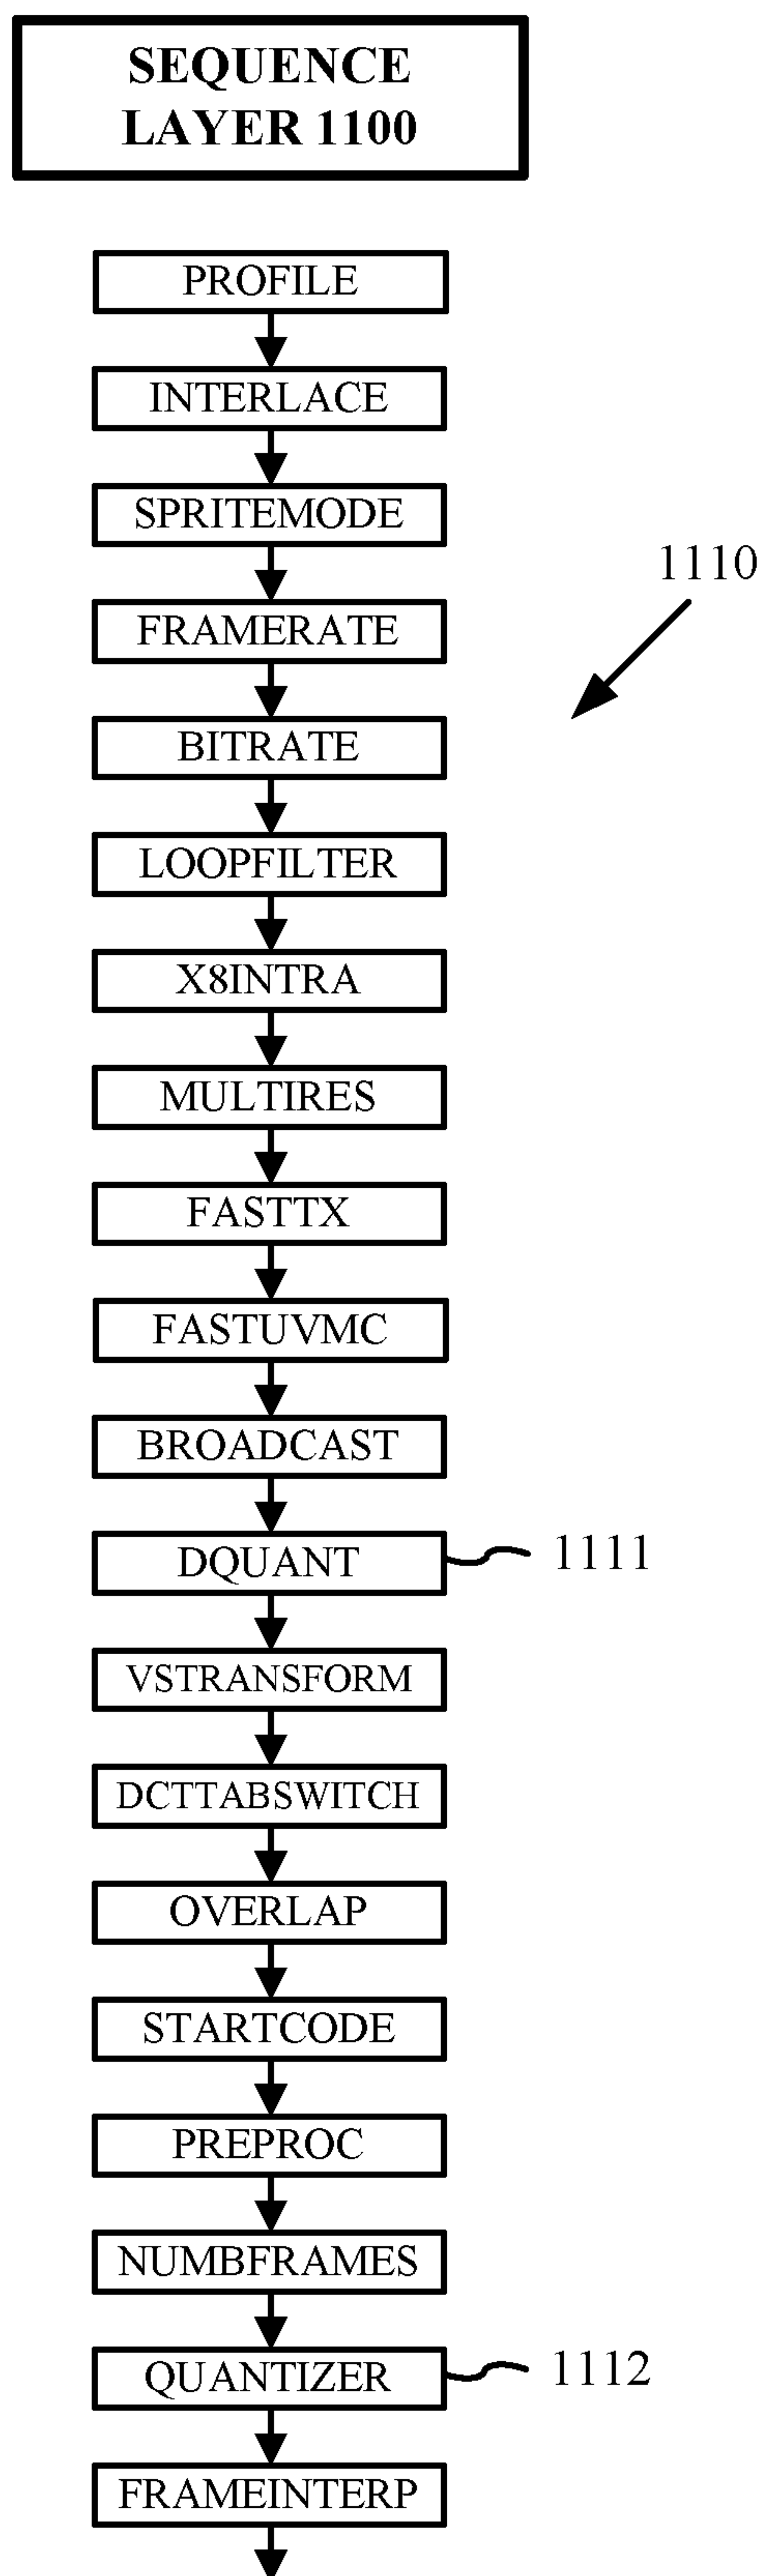 SEQUENCE
LAYER 1100
PROFILE
INTERLACE
SPRITEMODE
1110
FRAMERATE
BITRATE
LOOPFILTER
X8INTRA
MULTIRES
FASTTX
FASTUVMC
BROADCAST
DQUANT
1111
VSTRANSFORM
DCTTABSWITCH
OVERLAP
STARTCODE
PREPROC
NUMBFRAMES
QUANTIZER
1112
FRAMEINTERP